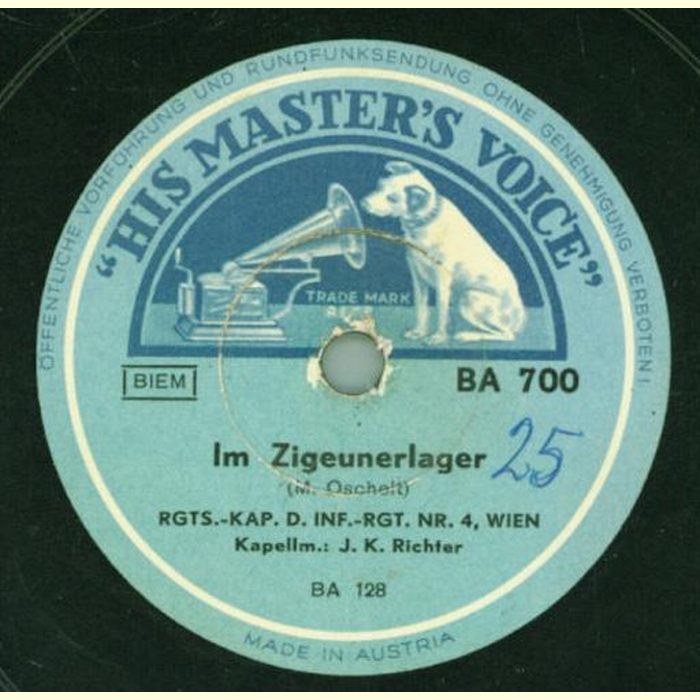 ÖFFENTLICHE VORFÜHRUNG UND RUNDFUNKSENDUNG OHNE GENEHMIGUNG VERBOTEN!
“HIS MASTER'S VOICE”
TRADE MARK
BIEM
BA 700
Im Zigeunerlager
25
(M. Oschelt)
RGTS.-KAP. D. INF.-RGT. NR. 4, WIEN
Kapellm.: J. K. Richter
BA 128
MADE IN AUSTRIA